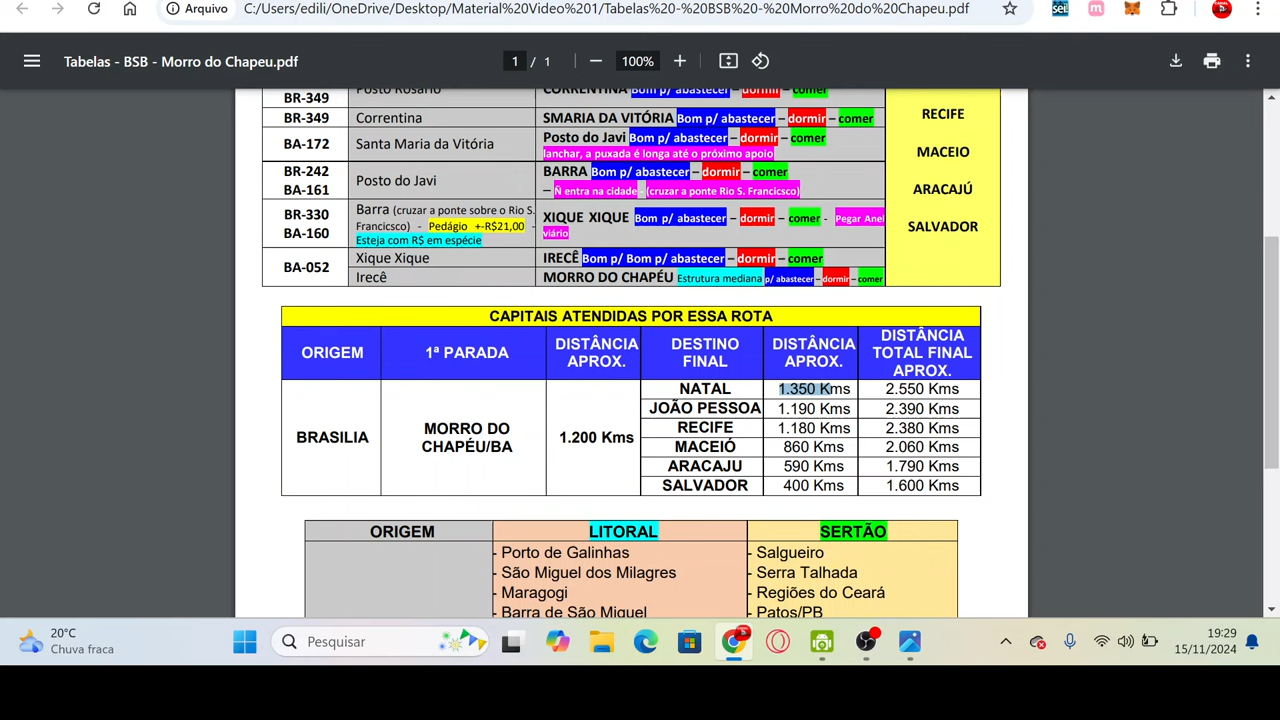 Arquivo C:/Users/edili/OneDrive/Desktop/Material%20Video%201/Tabelas%20-%20BSB%20-%20Morro%20do%20Chapeu.pdf
Tabelas - BSB - Morro do Chapeu.pdf
1 / 1
100%
BR-349 Posto Rosário CORRENTINA Bom p/ abastecer – dormir – comer
BR-349 Correntina SMARIA DA VITÓRIA Bom p/ abastecer – dormir – comer
BA-172 Santa Maria da Vitória Posto do Javi Bom p/ abastecer – dormir – comer
lanchar, a puxada é longa até o próximo apoio
BR-242
BA-161
Posto do Javi
BARRA Bom p/ abastecer – dormir – comer
– Ñ entra na cidade - (cruzar a ponte Rio S. Francicsco)
BR-330
BA-160
Barra (cruzar a ponte sobre o Rio S.
Francicsco) - Pedágio +-R$21,00 -
Esteja com R$ em espécie
XIQUE XIQUE Bom p/ abastecer – dormir – comer - Pegar Anel
viário
BA-052
Xique Xique IRECÊ Bom p/ Bom p/ abastecer – dormir – comer
Irecê MORRO DO CHAPÉU Estrutura mediana p/ abastecer – dormir – comer
RECIFE
MACEIO
ARACAJÚ
SALVADOR
CAPITAIS ATENDIDAS POR ESSA ROTA
ORIGEM
1ª PARADA
DISTÂNCIA
APROX.
DESTINO
FINAL
DISTÂNCIA
APROX.
DISTÂNCIA
TOTAL FINAL
APROX.
BRASILIA
MORRO DO
CHAPÉU/BA
1.200 Kms
NATAL 1.350 Kms 2.550 Kms
JOÃO PESSOA 1.190 Kms 2.390 Kms
RECIFE 1.180 Kms 2.380 Kms
MACEIÓ 860 Kms 2.060 Kms
ARACAJU 590 Kms 1.790 Kms
SALVADOR 400 Kms 1.600 Kms
ORIGEM LITORAL SERTÃO
- Porto de Galinhas
- São Miguel dos Milagres
- Maragogi
- Barra de São Miguel
- Salgueiro
- Serra Talhada
- Regiões do Ceará
- Patos/PB
20°C
Chuva fraca
Pesquisar
19:29
15/11/2024